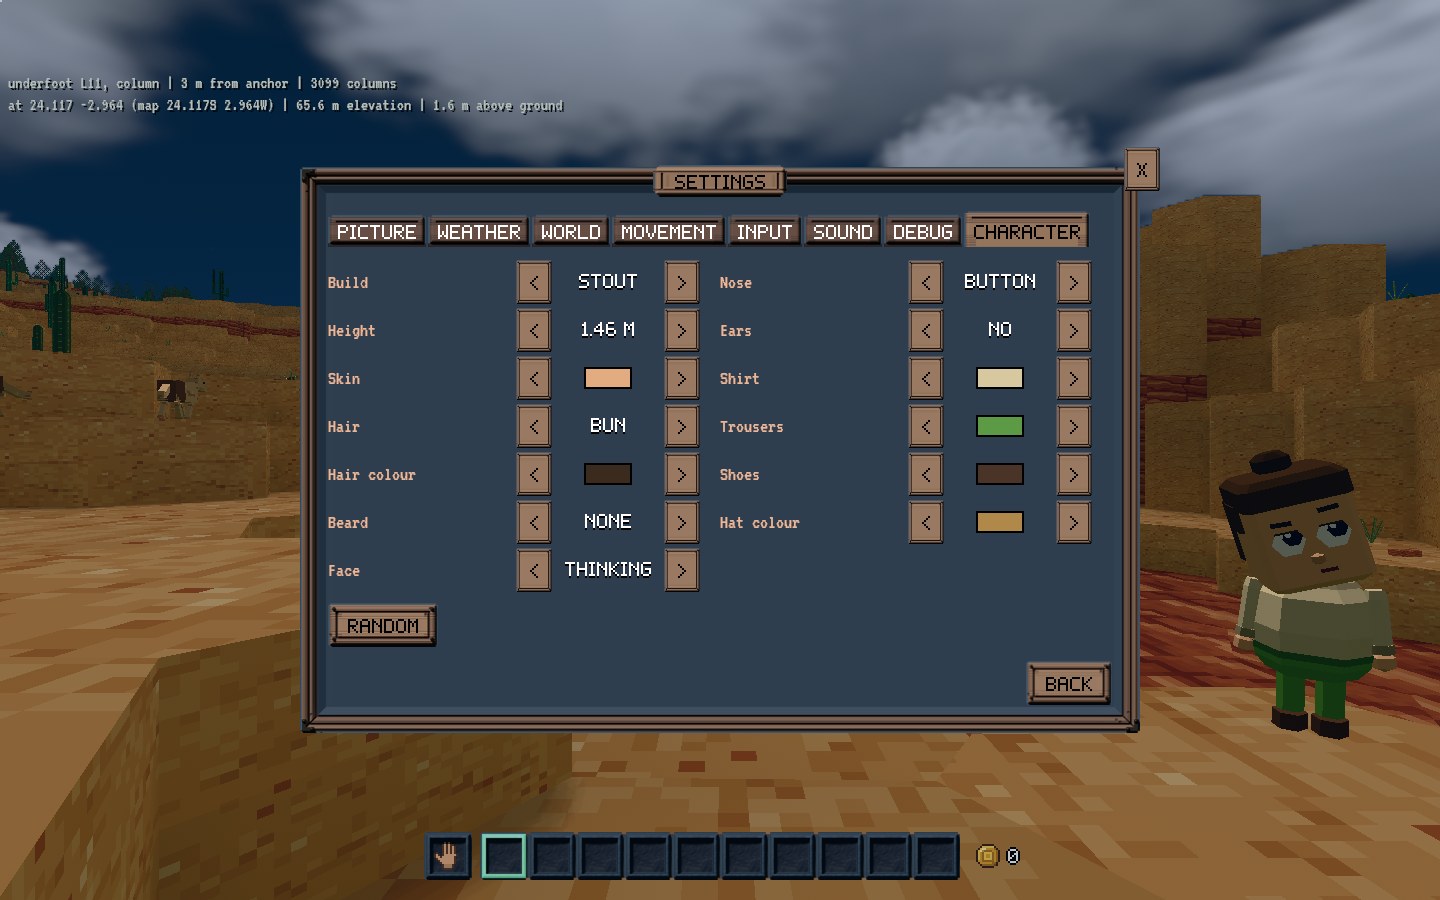 underfoot L11, column | 3 m from anchor | 3099 columns
at 24.117 -2.964 (map 24.117S 2.964W) | 65.6 m elevation | 1.6 m above ground
SETTINGS
X
PICTURE WEATHER WORLD MOVEMENT INPUT SOUND DEBUG CHARACTER
Build < STOUT > Nose < BUTTON >
Height < 1.46 M > Ears < NO >
Skin < > Shirt < >
Hair < BUN > Trousers < >
Hair colour < > Shoes < >
Beard < NONE > Hat colour < >
Face < THINKING >
RANDOM
BACK
0